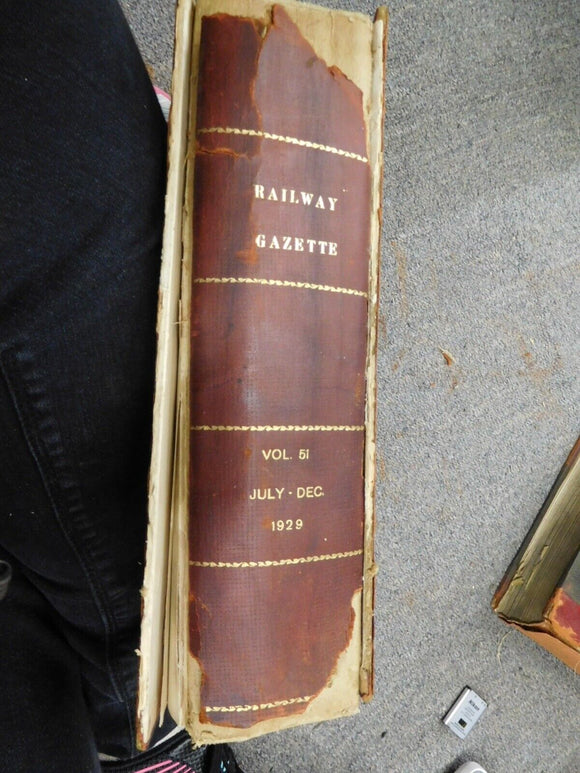 RAILWAY
GAZETTE
VOL. 51
JULY - DEC.
1929